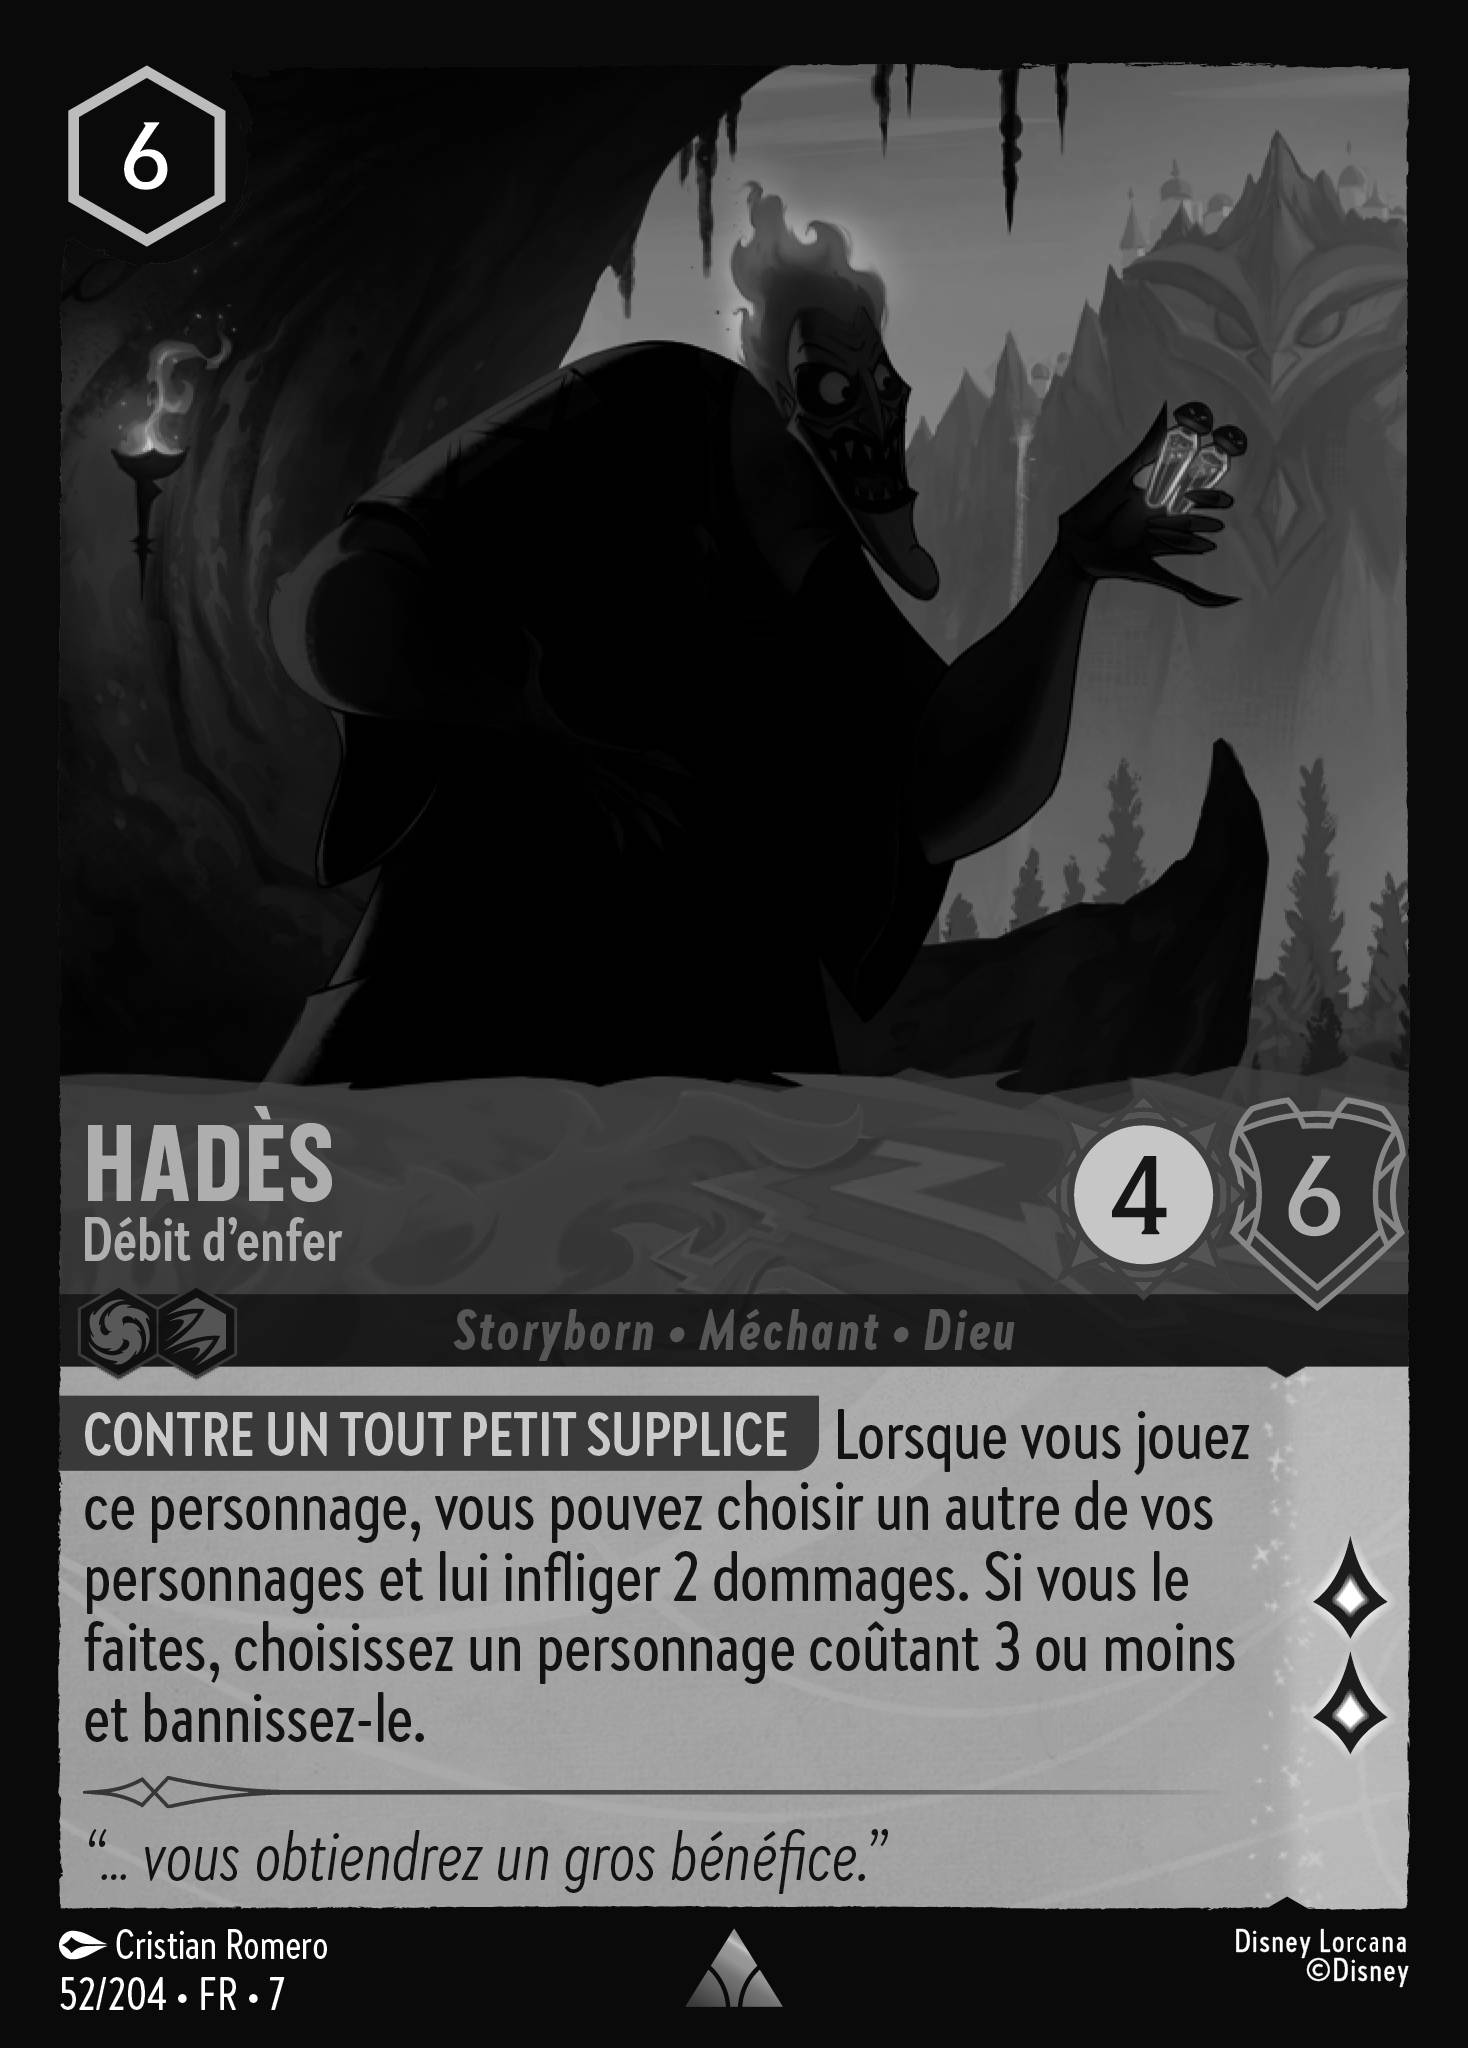 6
HADÈS
Débit d’enfer
4
6
Storyborn • Méchant • Dieu
CONTRE UN TOUT PETIT SUPPLICE Lorsque vous jouez
ce personnage, vous pouvez choisir un autre de vos
personnages et lui infliger 2 dommages. Si vous le
faites, choisissez un personnage coûtant 3 ou moins
et bannissez-le.
“... vous obtiendrez un gros bénéfice.”
Cristian Romero
52/204 • FR • 7
Disney Lorcana
©Disney